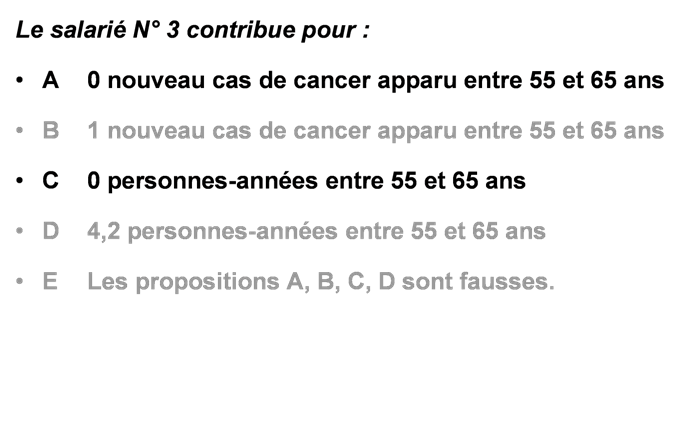 Le salarié N° 3 contribue pour :
• A 0 nouveau cas de cancer apparu entre 55 et 65 ans
• B 1 nouveau cas de cancer apparu entre 55 et 65 ans
• C 0 personnes-années entre 55 et 65 ans
• D 4,2 personnes-années entre 55 et 65 ans
• E Les propositions A, B, C, D sont fausses.